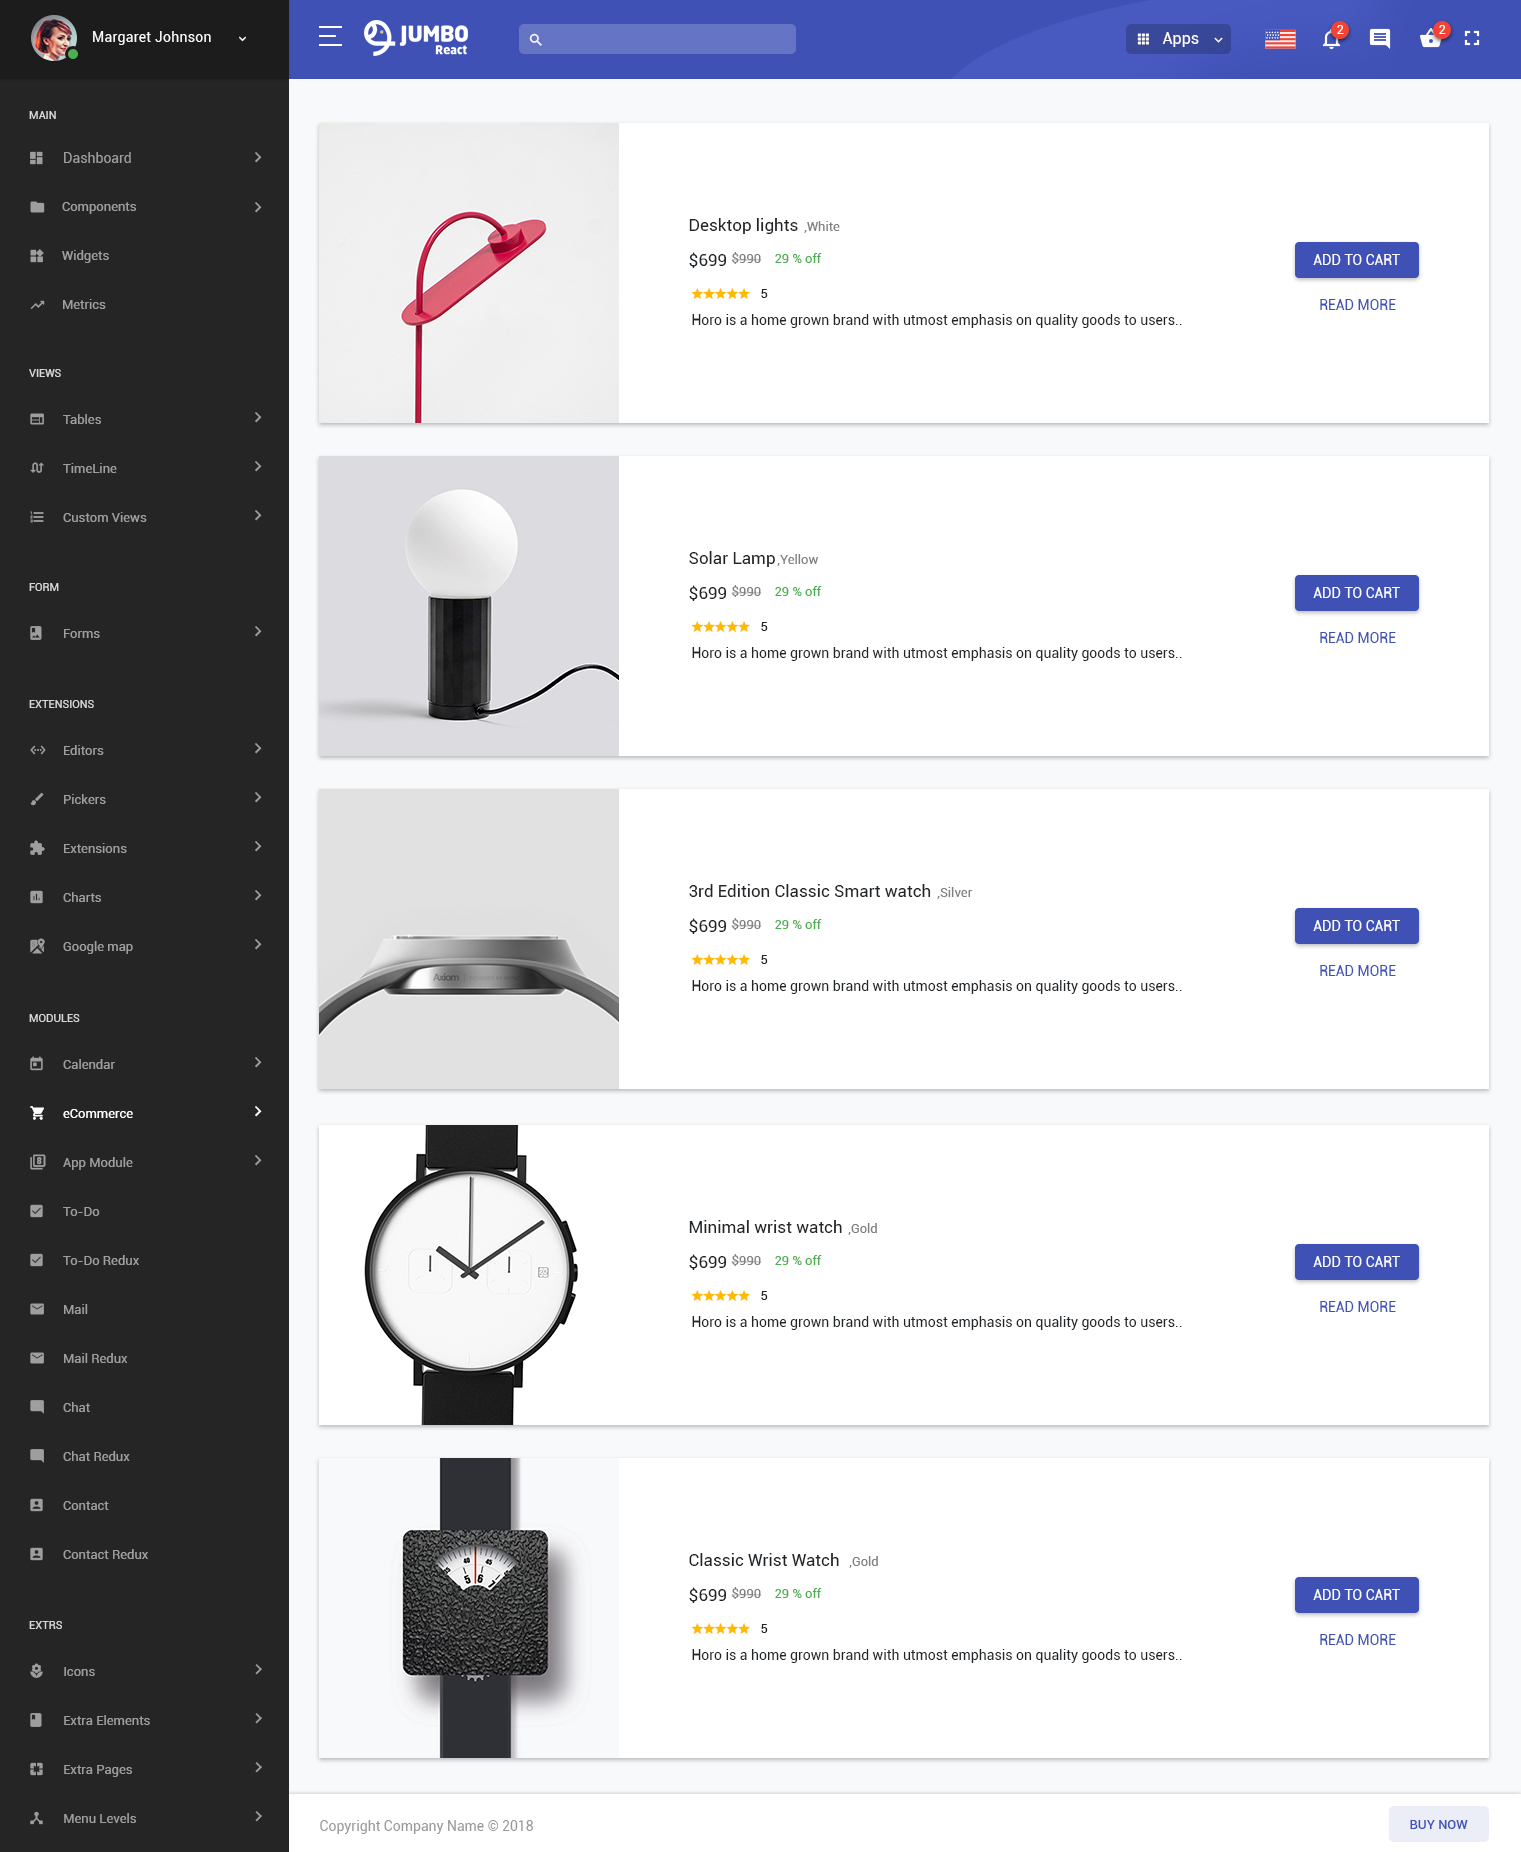 Margaret Johnson
JUMBO
React
Apps
2
2
MAIN
Dashboard
Components
Widgets
Metrics
VIEWS
Tables
TimeLine
Custom Views
FORM
Forms
EXTENSIONS
Editors
Pickers
Extensions
Charts
Google map
MODULES
Calendar
eCommerce
App Module
To-Do
To-Do Redux
Mail
Mail Redux
Chat
Chat Redux
Contact
Contact Redux
EXTRS
Icons
Extra Elements
Extra Pages
Menu Levels
Desktop lights ,White
$699 $990 29 % off
5
Horo is a home grown brand with utmost emphasis on quality goods to users..
ADD TO CART
READ MORE
Solar Lamp ,Yellow
$699 $990 29 % off
5
Horo is a home grown brand with utmost emphasis on quality goods to users..
ADD TO CART
READ MORE
Axiom
3rd Edition Classic Smart watch ,Silver
$699 $990 29 % off
5
Horo is a home grown brand with utmost emphasis on quality goods to users..
ADD TO CART
READ MORE
Minimal wrist watch ,Gold
$699 $990 29 % off
5
Horo is a home grown brand with utmost emphasis on quality goods to users..
ADD TO CART
READ MORE
40 45
5 6 7
Classic Wrist Watch ,Gold
$699 $990 29 % off
5
Horo is a home grown brand with utmost emphasis on quality goods to users..
ADD TO CART
READ MORE
Copyright Company Name © 2018
BUY NOW